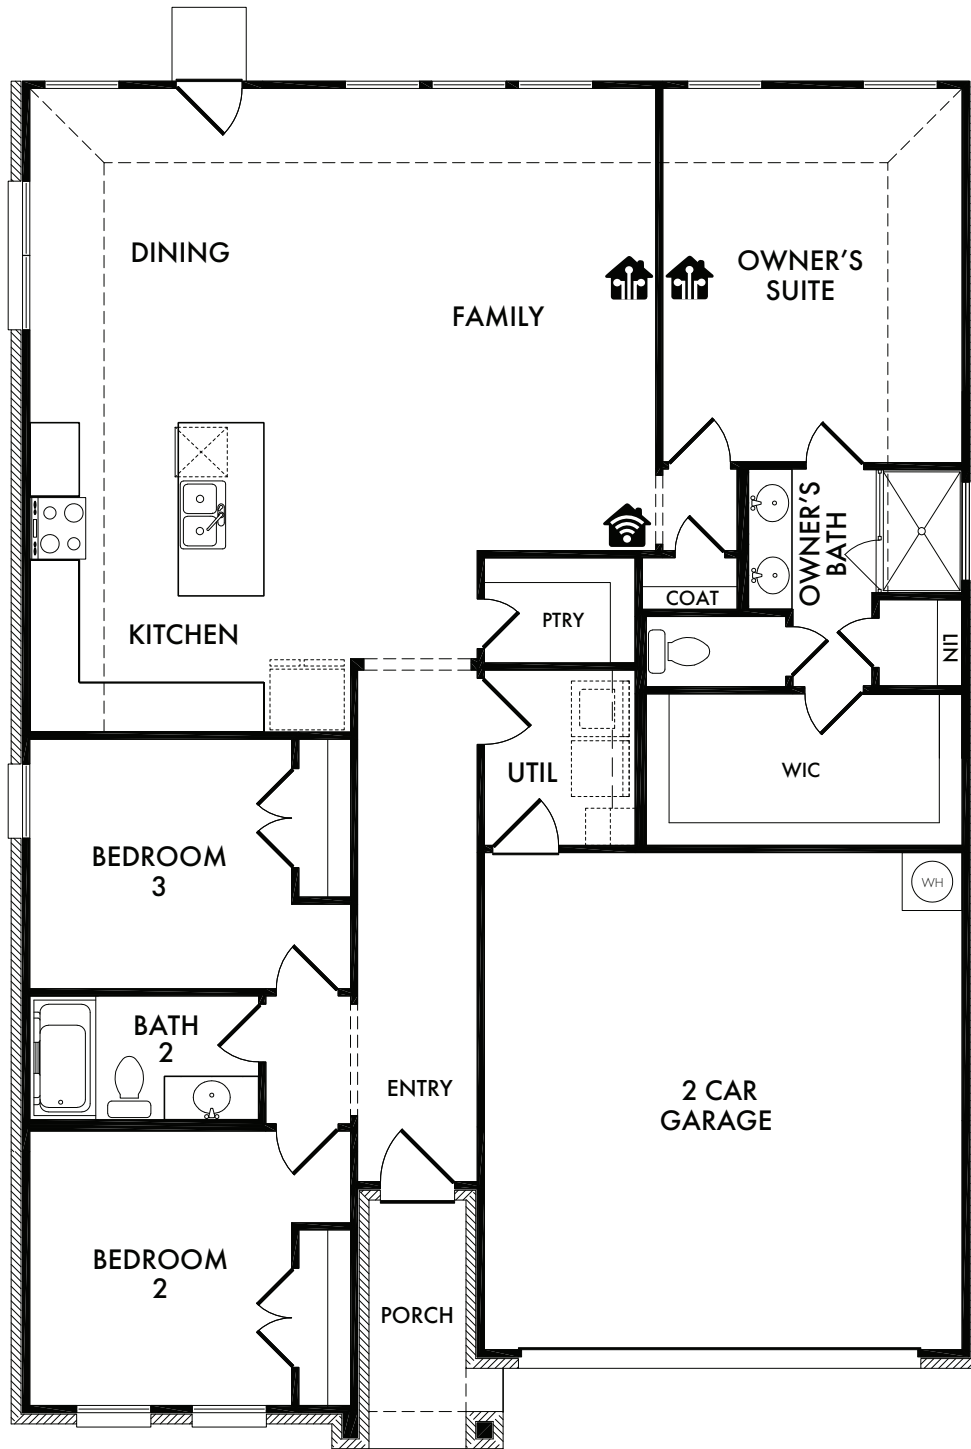 DINING
OWNER'S
SUITE
FAMILY
OWNER'S
BATH
COAT
PTRY
KITCHEN
LIN
UTIL
WIC
BEDROOM
3
WH
BATH
2
ENTRY
2 CAR
GARAGE
BEDROOM
2
PORCH